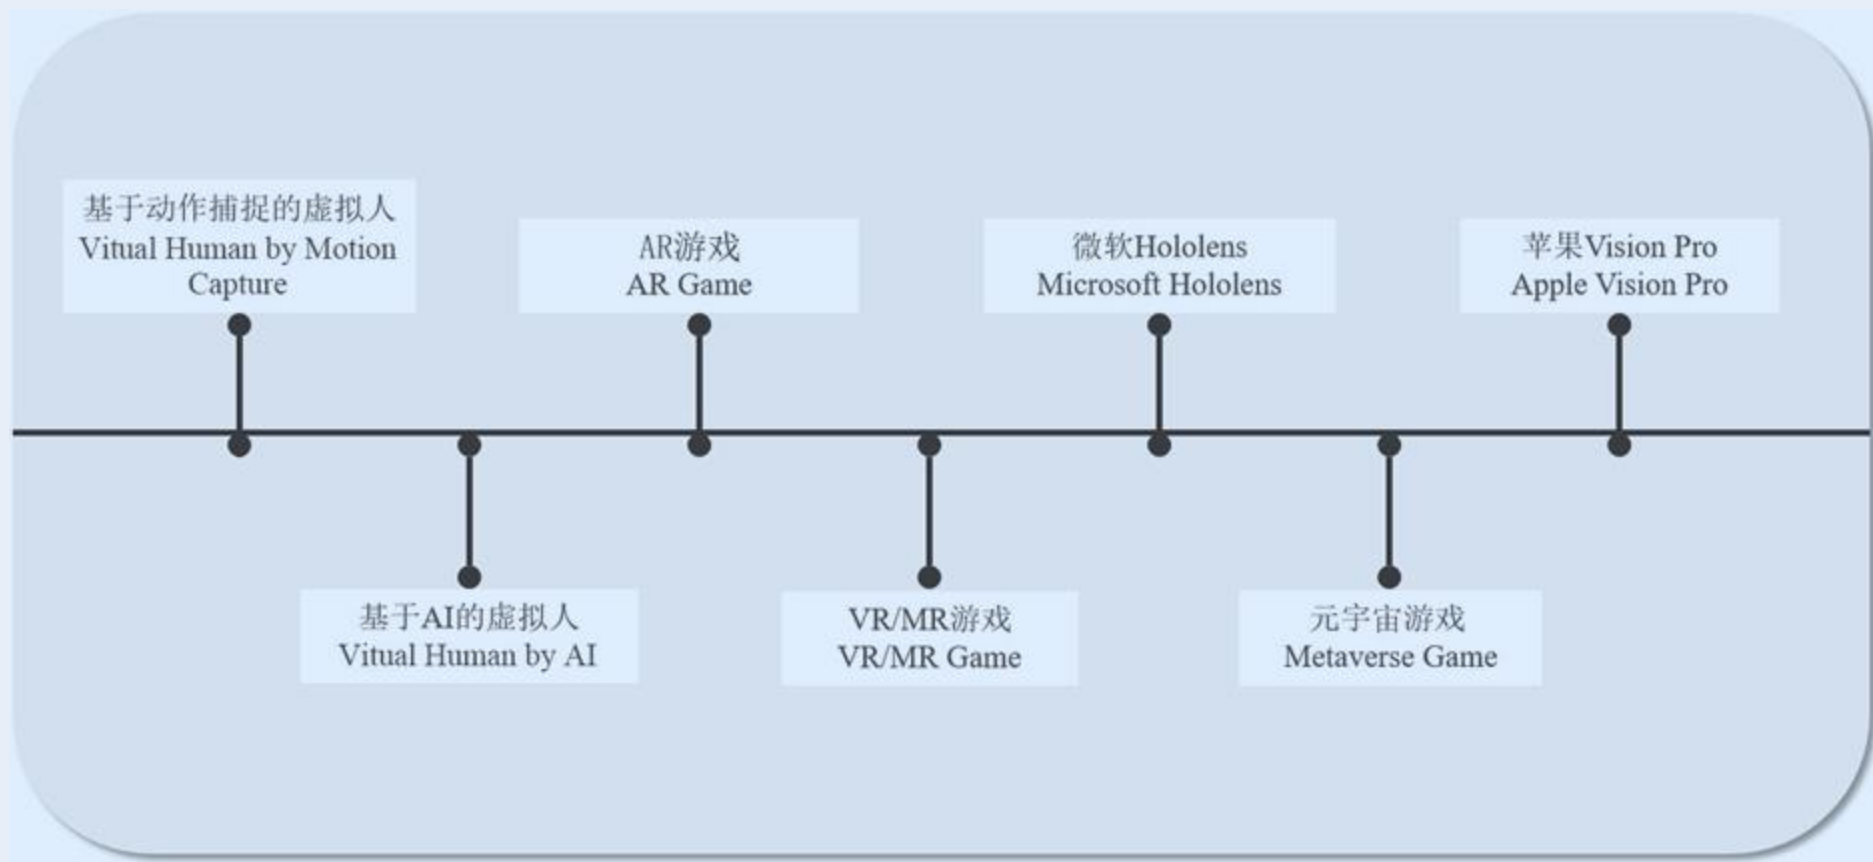 基于动作捕捉的虚拟人
Vitual Human by Motion
Capture
AR游戏
AR Game
微软Hololens
Microsoft Hololens
苹果Vision Pro
Apple Vision Pro
基于AI的虚拟人
Vitual Human by AI
VR/MR游戏
VR/MR Game
元宇宙游戏
Metaverse Game